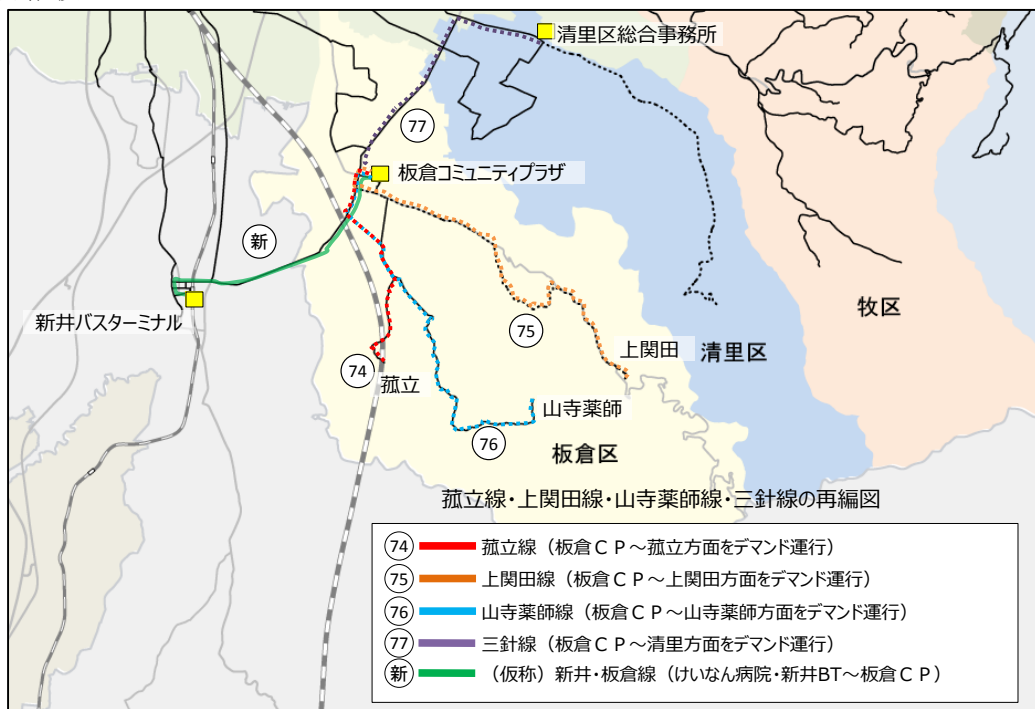 清里区総合事務所
77
板倉コミュニティプラザ
新
新井バスターミナル
牧区
75
上関田
清里区
74
菰立
山寺薬師
76
板倉区
菰立線・上関田線・山寺薬師線・三針線の再編図
74 菰立線（板倉ＣＰ～菰立方面をデマンド運行）
75 上関田線（板倉ＣＰ～上関田方面をデマンド運行）
76 山寺薬師線（板倉ＣＰ～山寺薬師方面をデマンド運行）
77 三針線（板倉ＣＰ～清里方面をデマンド運行）
新 （仮称）新井・板倉線（けいなん病院・新井BT～板倉ＣＰ）